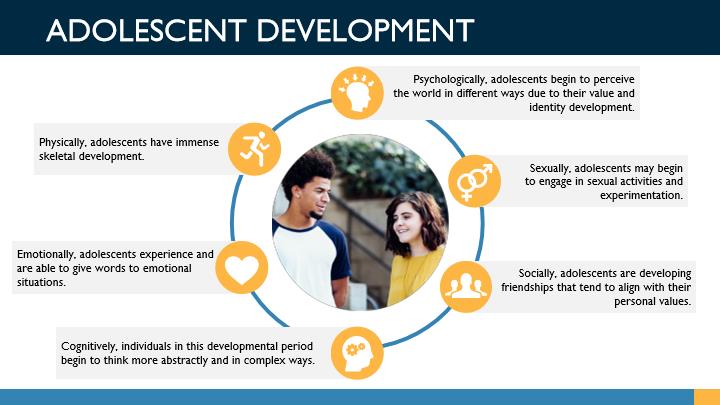 ADOLESCENT DEVELOPMENT
Psychologically, adolescents begin to perceive
the world in different ways due to their value and
identity development.
Physically, adolescents have immense
skeletal development.
Sexually, adolescents may begin
to engage in sexual activities and
experimentation.
Emotionally, adolescents experience and
are able to give words to emotional
situations.
Socially, adolescents are developing
friendships that tend to align with their
personal values.
Cognitively, individuals in this developmental period
begin to think more abstractly and in complex ways.